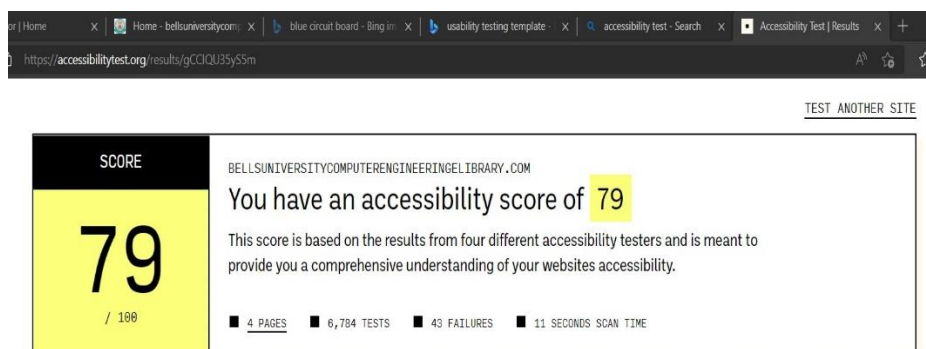 or | Home
Home - bellsuniversitycom
blue circuit board - Bing im
usability testing template -
accessibility test - Search
Accessibility Test | Results
https://accessibilitytest.org/results/gCCIQU35yS5m
TEST ANOTHER SITE
SCORE
79
/ 100
BELLSUNIVERSITYCOMPUTERENGINEERINGELIBRARY.COM
You have an accessibility score of 79
This score is based on the results from four different accessibility testers and is meant to
provide you a comprehensive understanding of your websites accessibility.
4 PAGES 6,784 TESTS 43 FAILURES 11 SECONDS SCAN TIME